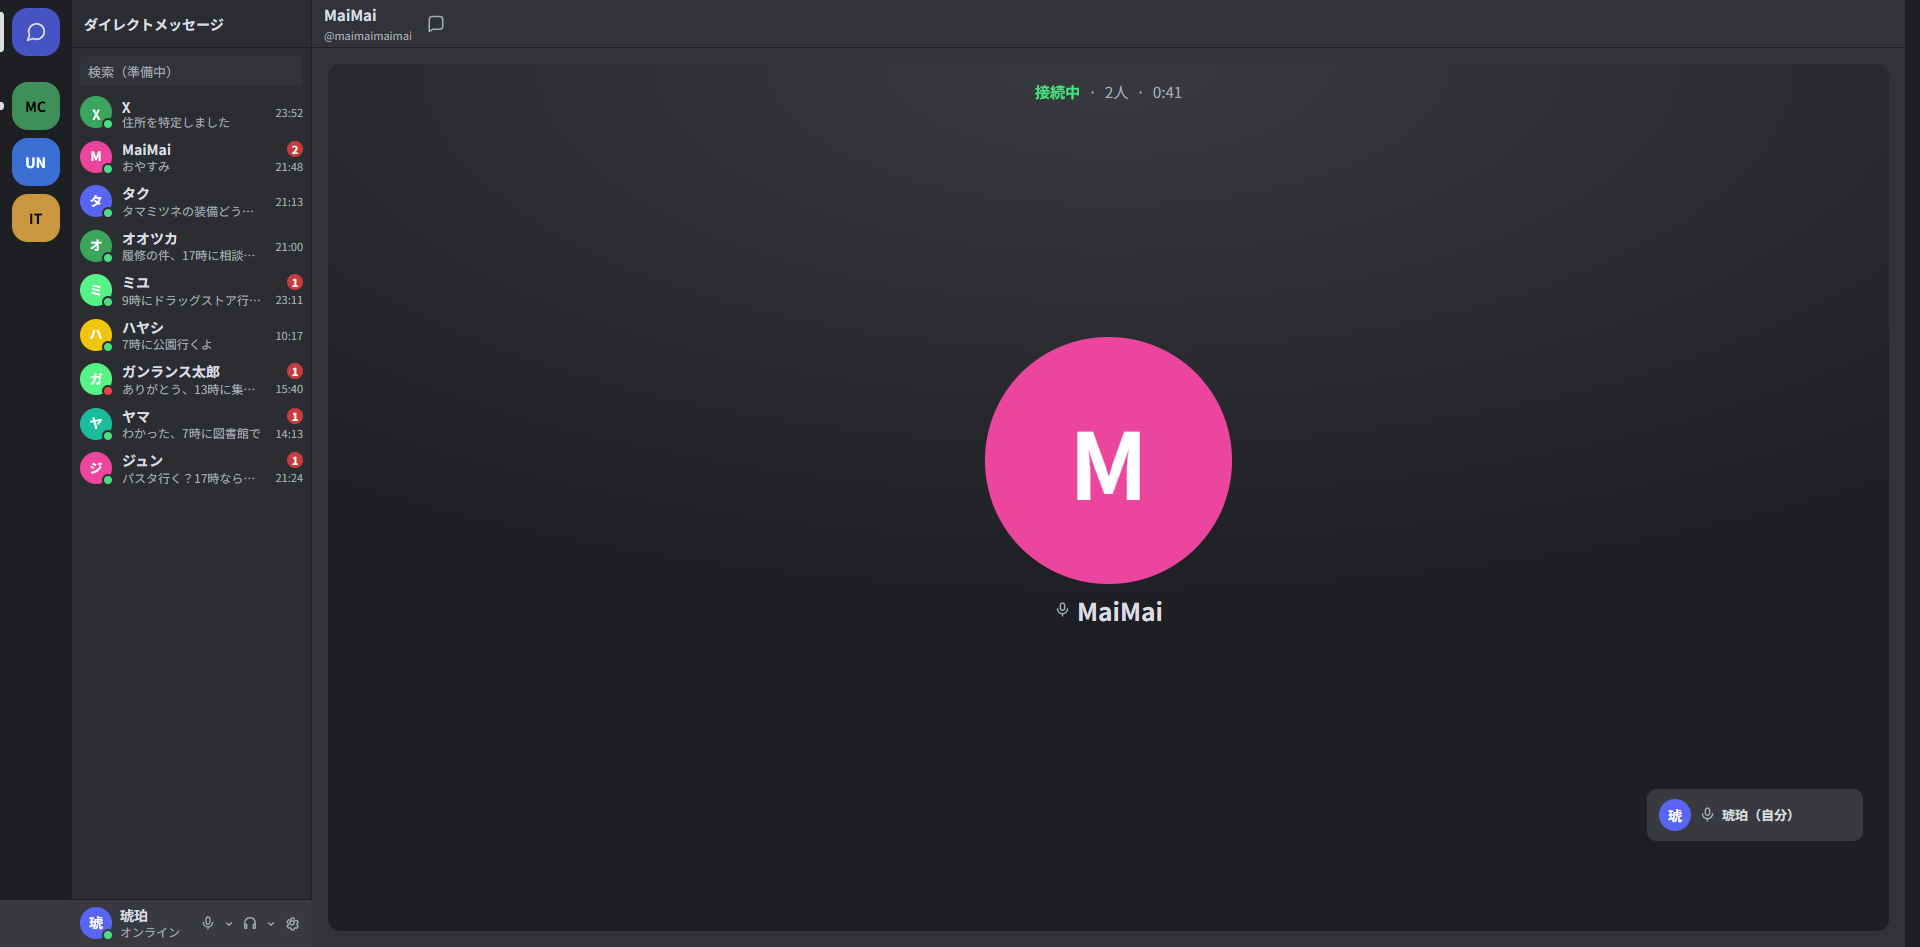 MC
UN
IT
ダイレクトメッセージ
検索（準備中）
X
X
23:52
住所を特定しました
M
MaiMai
2
おやすみ
21:48
タ
タク
21:13
タマミツネの装備どう…
オ
オオツカ
21:00
履修の件、17時に相談…
ミ
ミユ
1
9時にドラッグストア行…
23:11
ハ
ハヤシ
10:17
7時に公園行くよ
ガ
ガンランス太郎
1
ありがとう、13時に集…
15:40
ヤ
ヤマ
1
わかった、7時に図書館で
14:13
ジ
ジュン
1
パスタ行く？17時なら…
21:24
琥
琥珀
オンライン
MaiMai
@maimaimaimai
接続中 · 2人 · 0:41
M
MaiMai
琥
琥珀（自分）